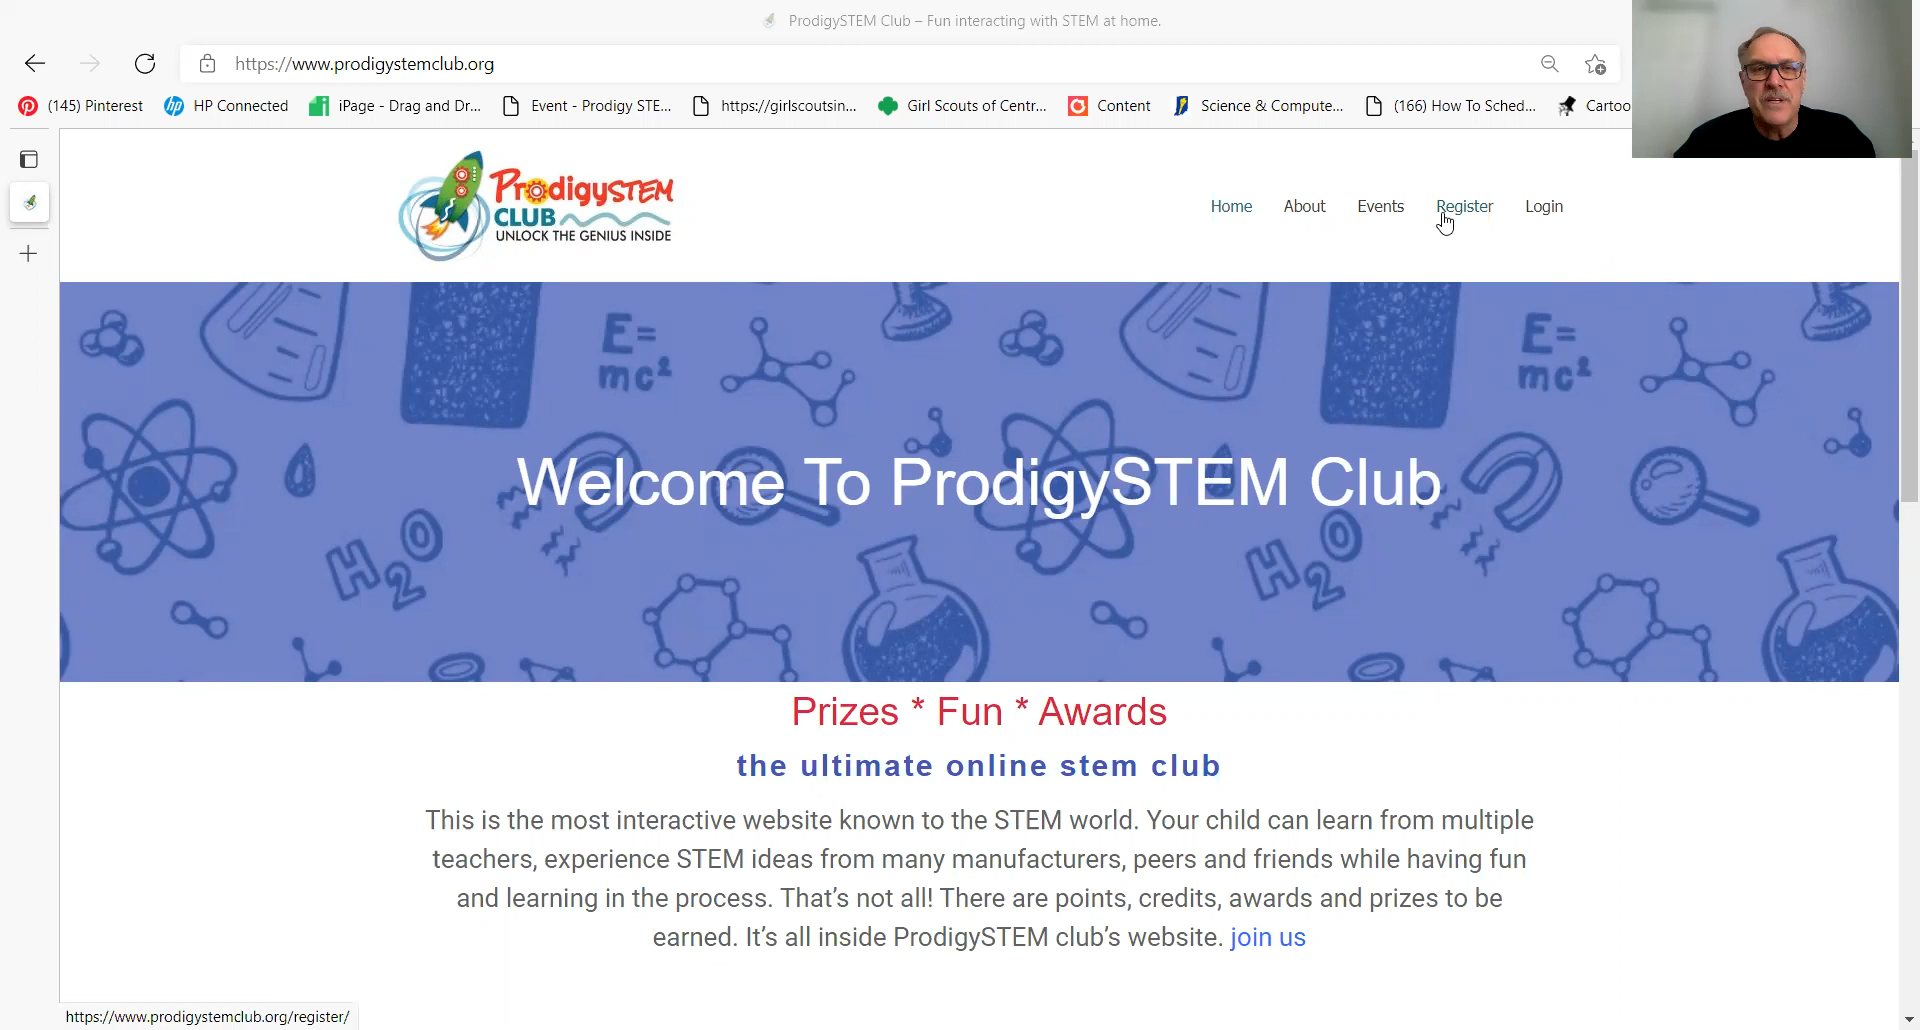 ProdigySTEM Club – Fun interacting with STEM at home.
https://www.prodigystemclub.org
(145) Pinterest
HP Connected
iPage - Drag and Dr...
Event - Prodigy STE...
https://girlscoutsin...
Girl Scouts of Centr...
Content
Science & Compute...
(166) How To Sched...
Cartoo
ProdigySTEM
CLUB
UNLOCK THE GENIUS INSIDE
Home About Events Register Login
E= mc²
E= mc²
H2O
H2O
Welcome To ProdigySTEM Club
Prizes * Fun * Awards
the ultimate online stem club
This is the most interactive website known to the STEM world. Your child can learn from multiple
teachers, experience STEM ideas from many manufacturers, peers and friends while having fun
and learning in the process. That’s not all! There are points, credits, awards and prizes to be
earned. It’s all inside ProdigySTEM club’s website. join us
https://www.prodigystemclub.org/register/